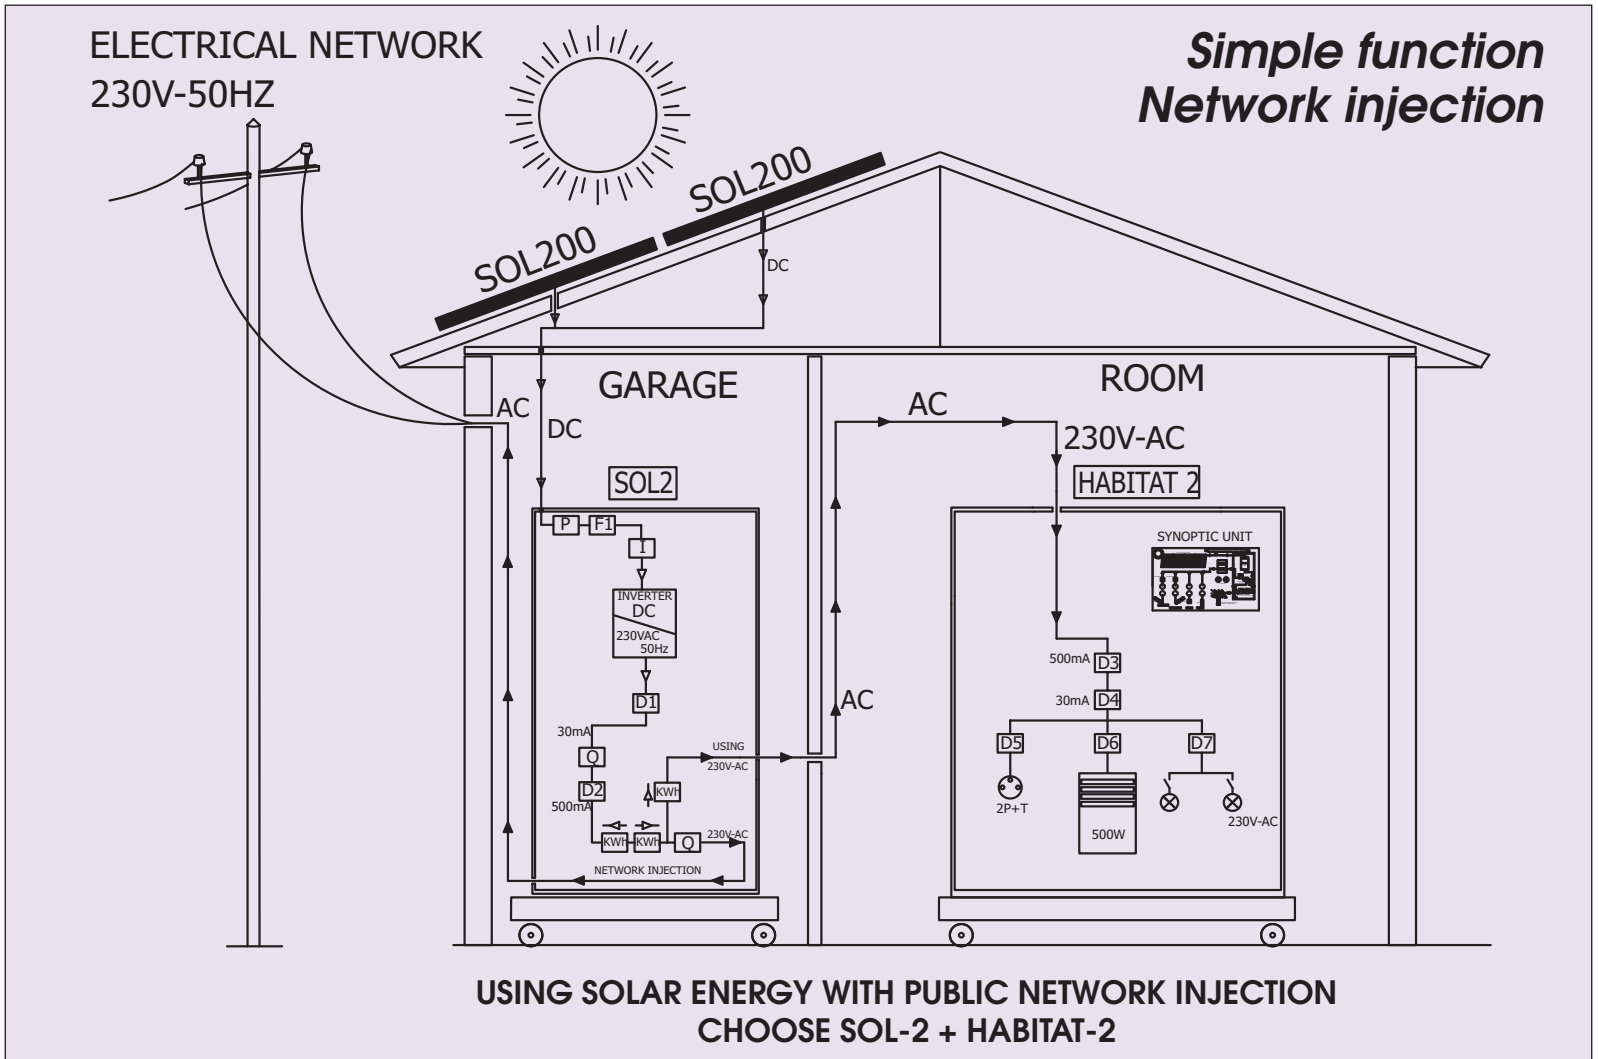 ELECTRICAL NETWORK
230V-50HZ
Simple function
Network injection
SOL200
SOL200
DC
GARAGE
ROOM
AC
DC
AC
230V-AC
SOL2
HABITAT 2
P
F1
I
INVERTER
DC
230VAC
50Hz
D1
30mA
Q
D2
500mA
KWh
KWh
KWh
Q
USING
230V-AC
230V-AC
NETWORK INJECTION
AC
SYNOPTIC UNIT
500mA
D3
30mA
D4
D5
D6
D7
2P+T
500W
230V-AC
USING SOLAR ENERGY WITH PUBLIC NETWORK INJECTION
CHOOSE SOL-2 + HABITAT-2